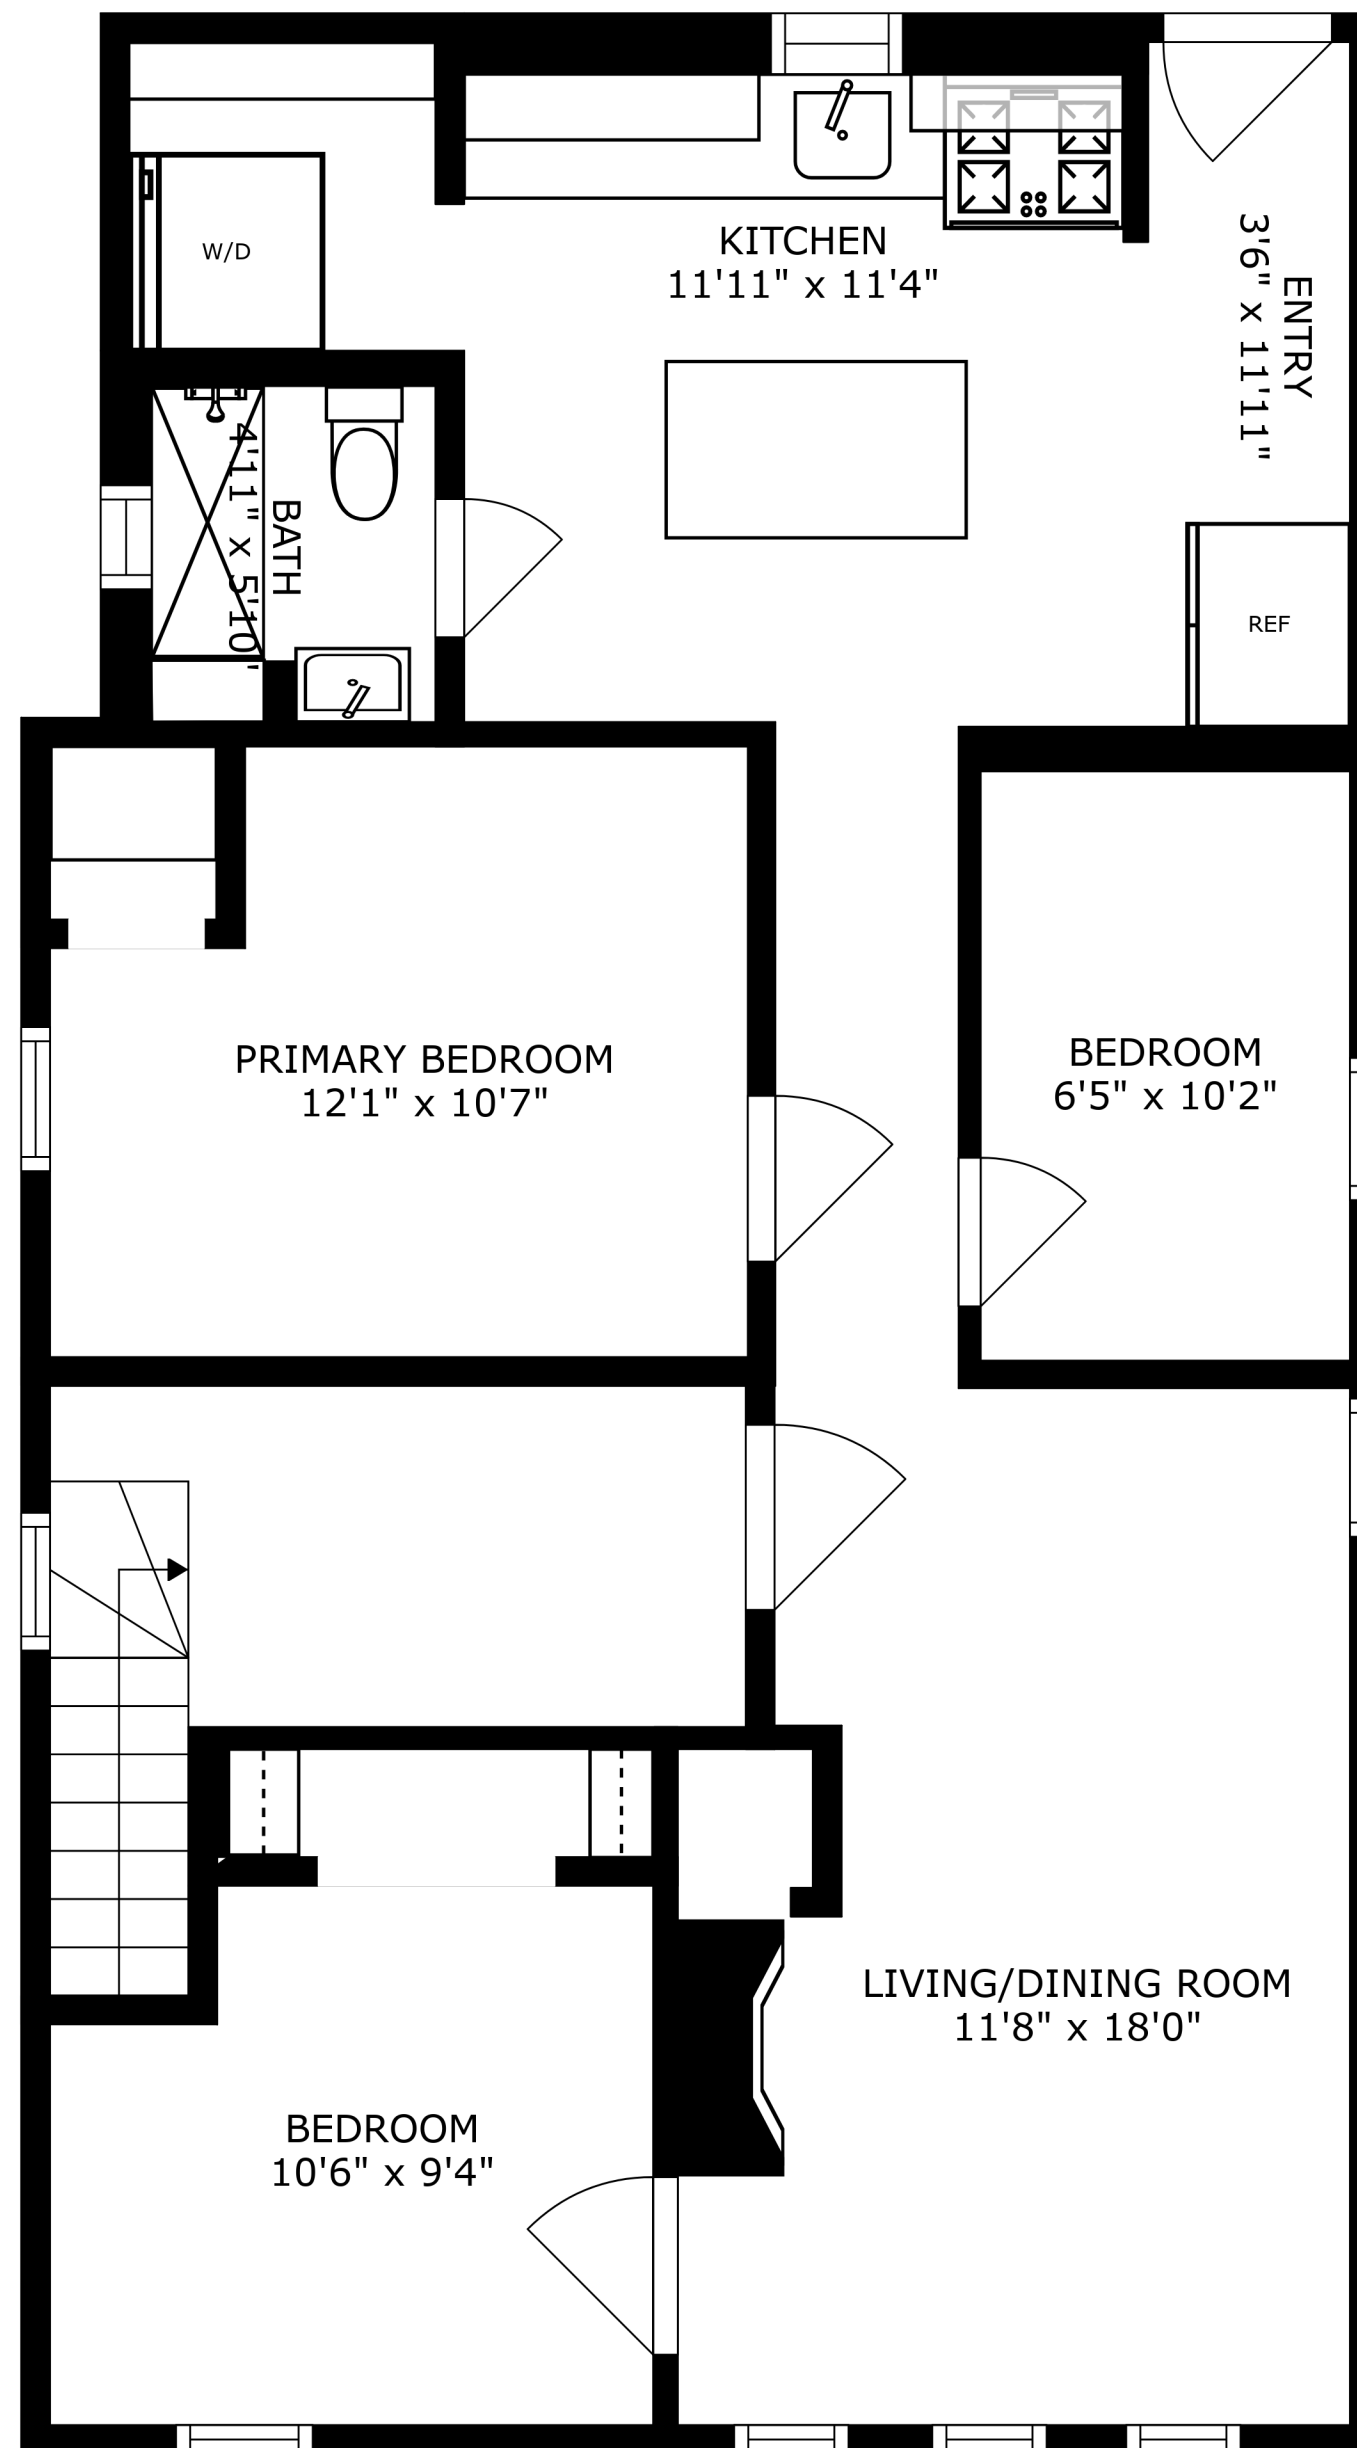 W/D
KITCHEN
11'11" x 11'4"
ENTRY
3'6" x 11'11"
BATH
4'11" x 5'10"
REF
PRIMARY BEDROOM
12'1" x 10'7"
BEDROOM
6'5" x 10'2"
LIVING/DINING ROOM
11'8" x 18'0"
BEDROOM
10'6" x 9'4"